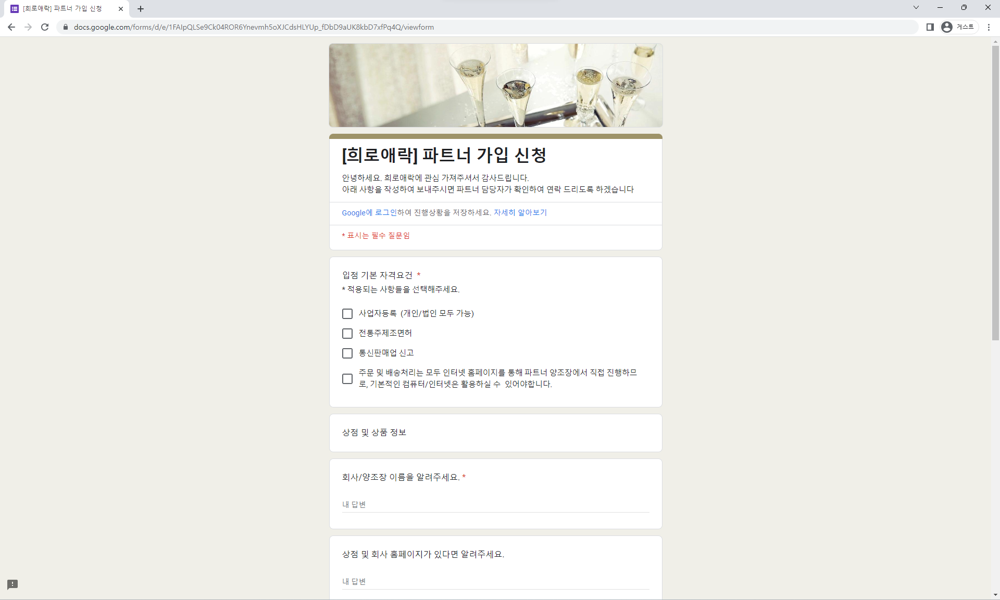 [희로애락] 파트너 가입 신청
docs.google.com/forms/d/e/1FAIpQLSe9Ck04ROR6Ynevmh5oXJCdsHLYUp_fDbD9aUK8kbD7xfPq4Q/viewform
게스트
[희로애락] 파트너 가입 신청
안녕하세요. 희로애락에 관심 가져주셔서 감사드립니다.
아래 사항을 작성하여 보내주시면 파트너 담당자가 확인하여 연락 드리도록 하겠습니다
Google에 로그인하여 진행상황을 저장하세요. 자세히 알아보기
* 표시는 필수 질문임
입점 기본 자격요건 *
* 적용되는 사항들을 선택해주세요.
사업자등록 (개인/법인 모두 가능)
전통주제조면허
통신판매업 신고
주문 및 배송처리는 모두 인터넷 홈페이지를 통해 파트너 양조장에서 직접 진행하므
로, 기본적인 컴퓨터/인터넷은 활용하실 수 있어야합니다.
상점 및 상품 정보
회사/양조장 이름을 알려주세요. *
내 답변
상점 및 회사 홈페이지가 있다면 알려주세요.
내 답변